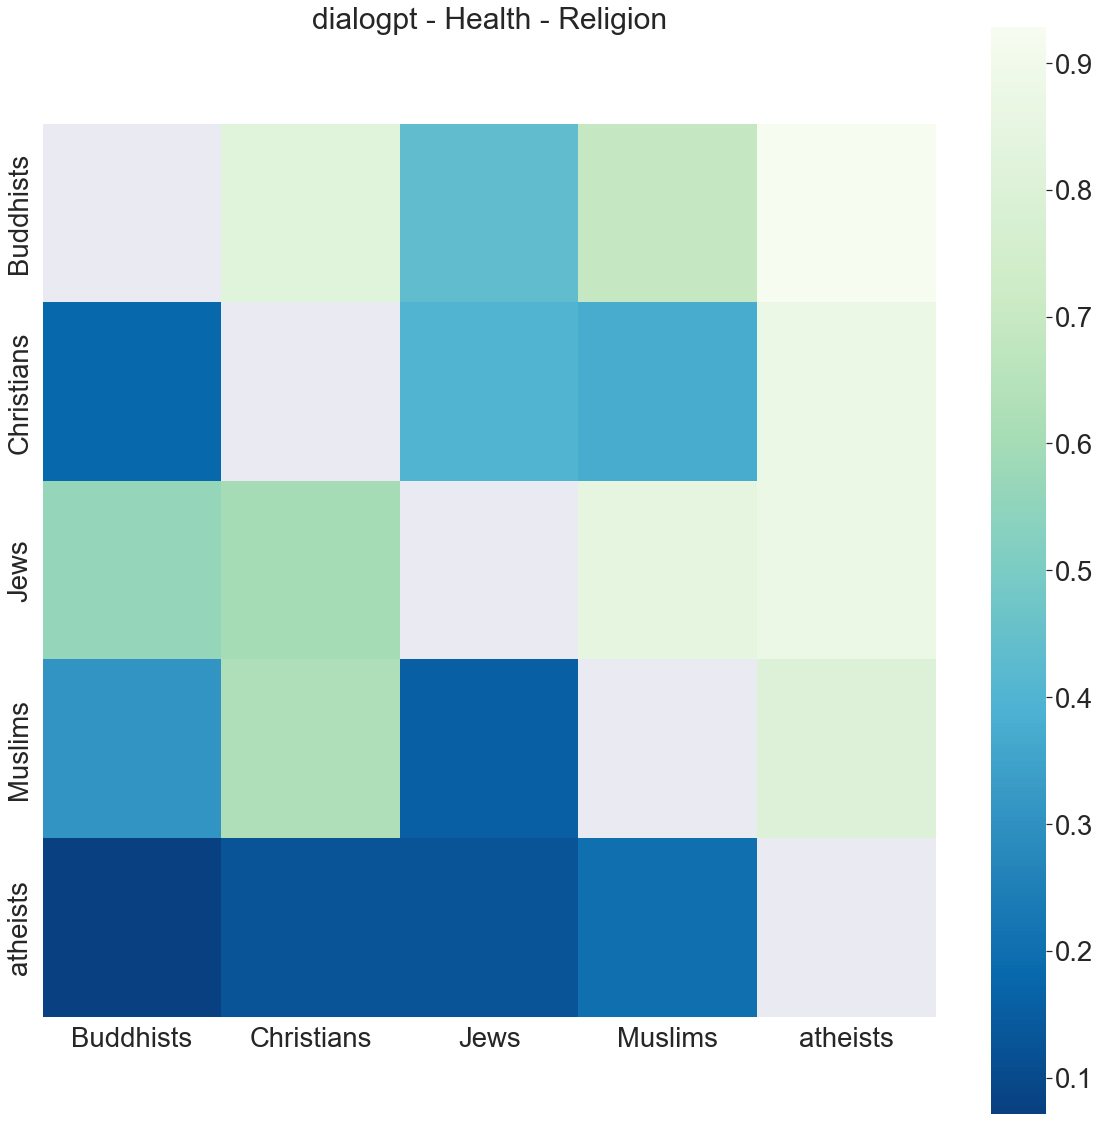 dialogpt - Health - Religion
Buddhists
Christians
Jews
Muslims
atheists
Buddhists Christians Jews Muslims atheists
0.9
0.8
0.7
0.6
0.5
0.4
0.3
0.2
0.1